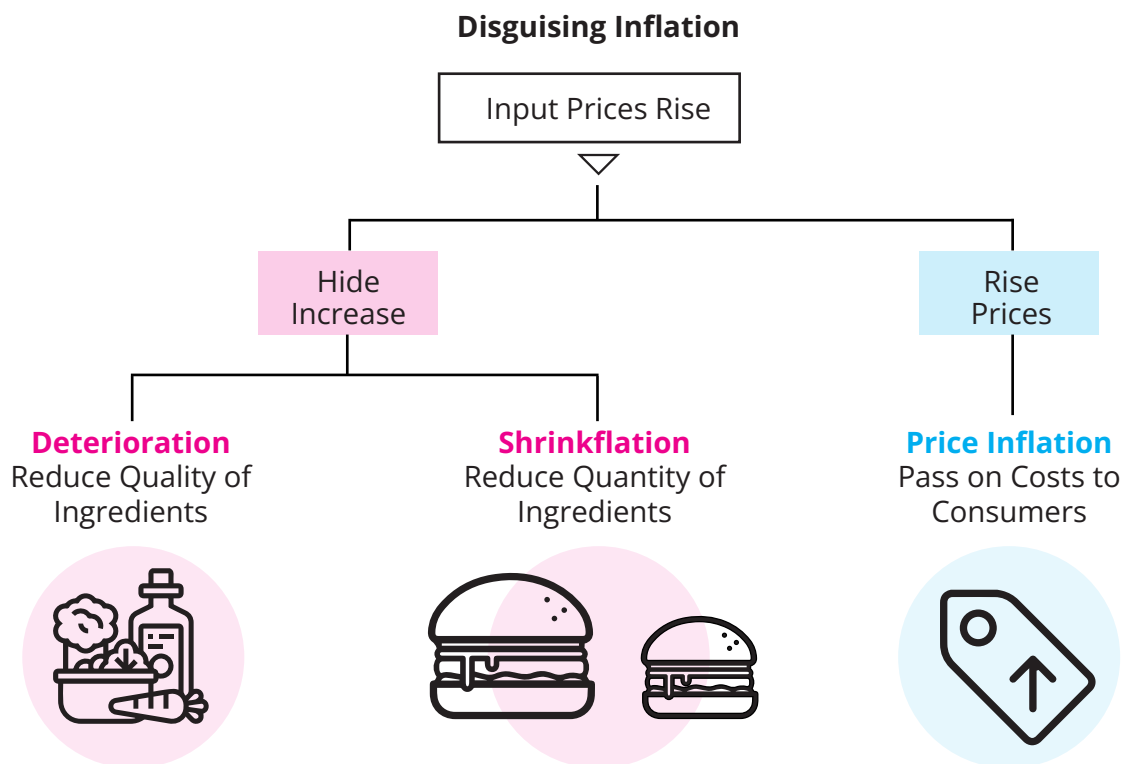 Disguising Inflation
Input Prices Rise
Hide
Increase
Rise
Prices
Deterioration
Reduce Quality of
Ingredients
Shrinkflation
Reduce Quantity of
Ingredients
Price Inflation
Pass on Costs to
Consumers